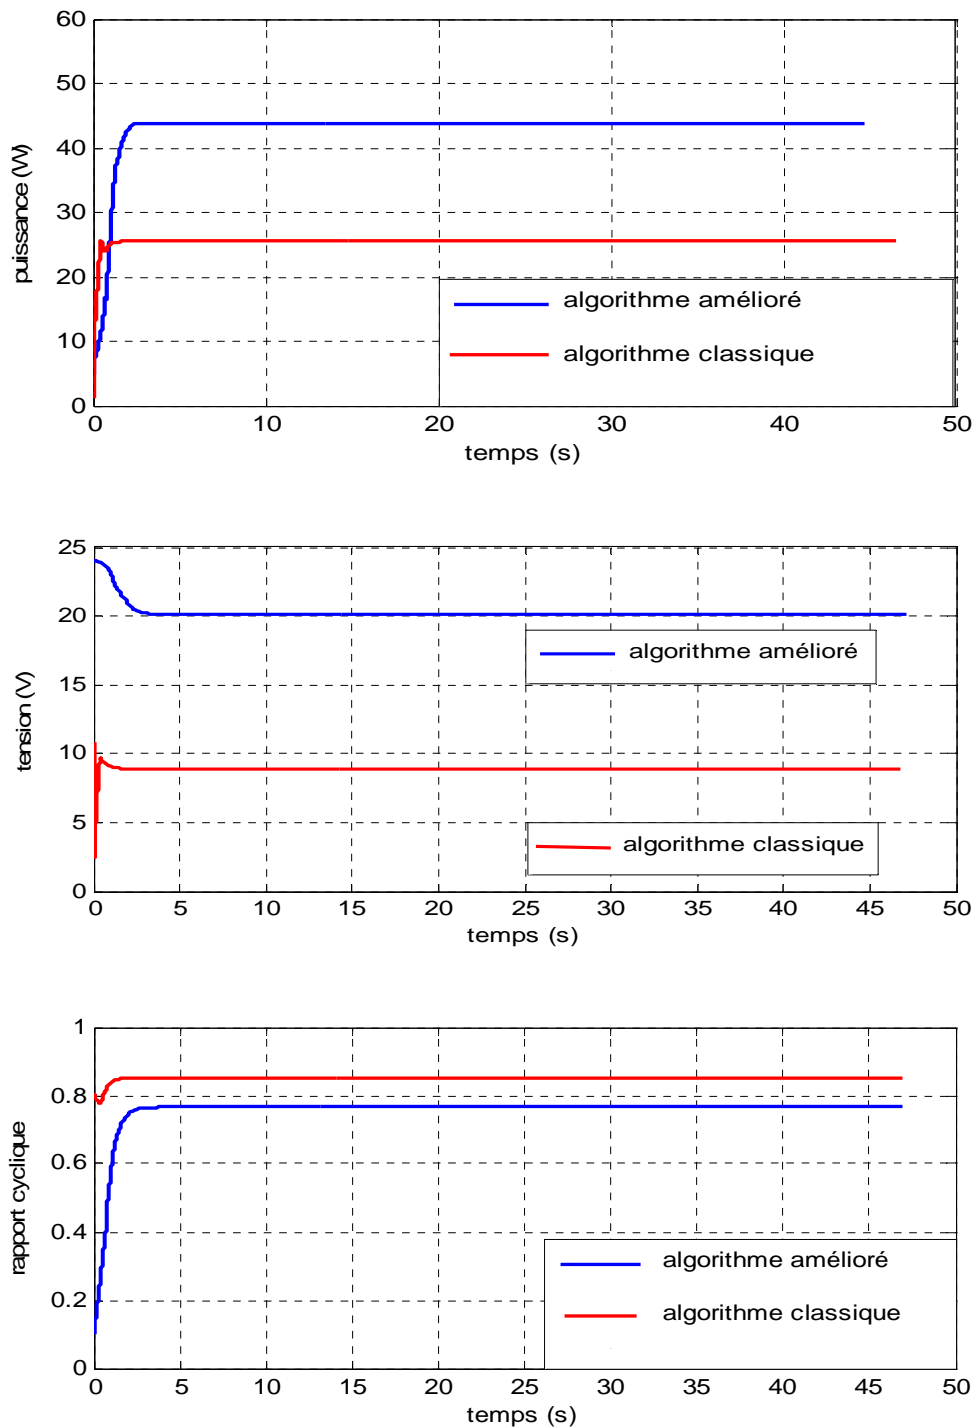 60
50
40
30
20
10
0
puissance (W)
algorithme amélioré
algorithme classique
0 10 20 30 40 50
temps (s)
25
20
15
10
5
0
tension (V)
algorithme amélioré
algorithme classique
0 5 10 15 20 25 30 35 40 45 50
temps (s)
1
0.8
0.6
0.4
0.2
0
rapport cyclique
algorithme amélioré
algorithme classique
0 5 10 15 20 25 30 35 40 45 50
temps (s)